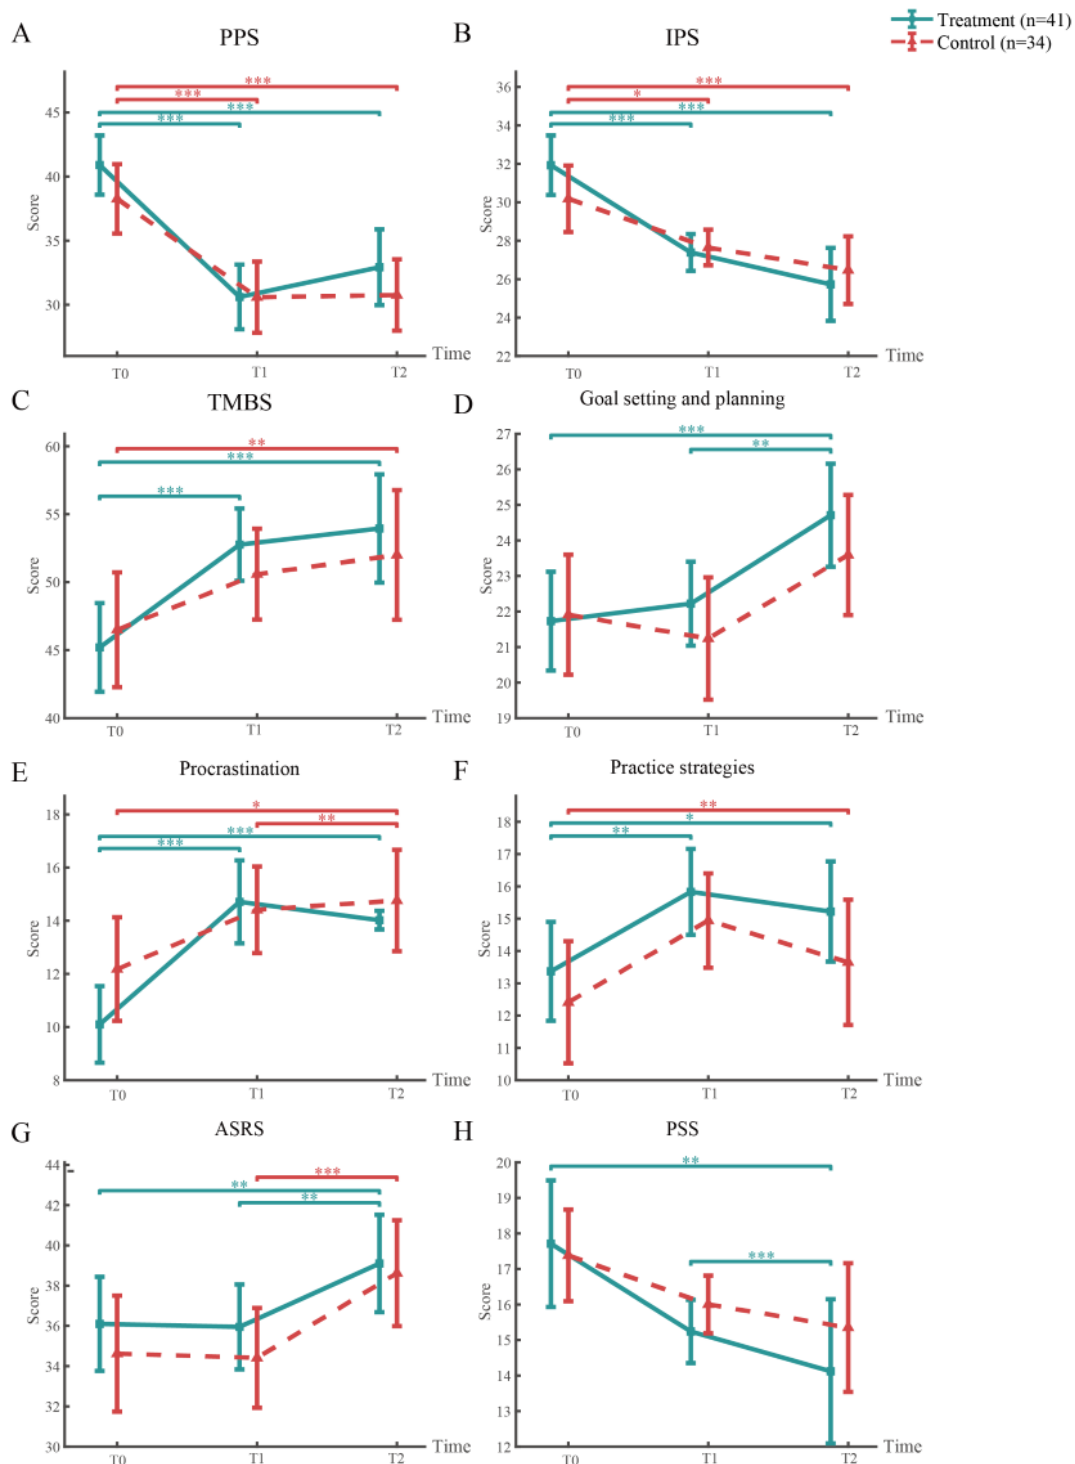 Treatment (n=41)
Control (n=34)
A
PPS
***
***
***
***
45
40
35
30
Score
T0
T1
T2
Time
B
IPS
***
*
***
***
36
34
32
30
28
26
24
22
Score
T0
T1
T2
Time
C
TMBS
**
***
***
60
55
50
45
40
Score
T0
T1
T2
Time
D
Goal setting and planning
***
**
27
26
25
24
23
22
21
20
19
Score
T0
T1
T2
Time
E
Procrastination
*
**
***
***
18
16
14
12
10
8
Score
T0
T1
T2
Time
F
Practice strategies
**
*
**
18
17
16
15
14
13
12
11
10
Score
T0
T1
T2
Time
G
ASRS
***
**
**
44
42
40
38
36
34
32
30
Score
T0
T1
T2
Time
H
PSS
**
***
20
19
18
17
16
15
14
13
12
Score
T0
T1
T2
Time